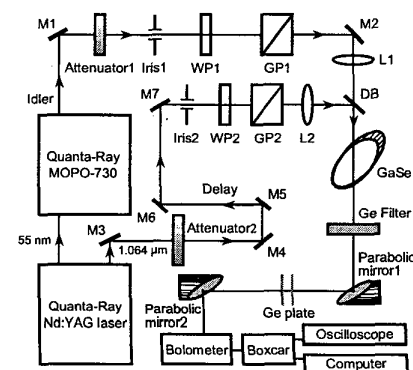 M1
M2
Attenuator1
Iris1
WP1
GP1
L1
Idler
M7
DB
Iris2
WP2
GP2
L2
GaSe
Quanta-Ray
MOPO-730
Delay
M5
M6
Attenuator2
Ge Filter
M3
M4
55 nm
1.064 μm
Parabolic
mirror1
Quanta-Ray
Nd:YAG laser
Parabolic
mirror2
Ge plate
Oscilloscope
Bolometer
Boxcar
Computer